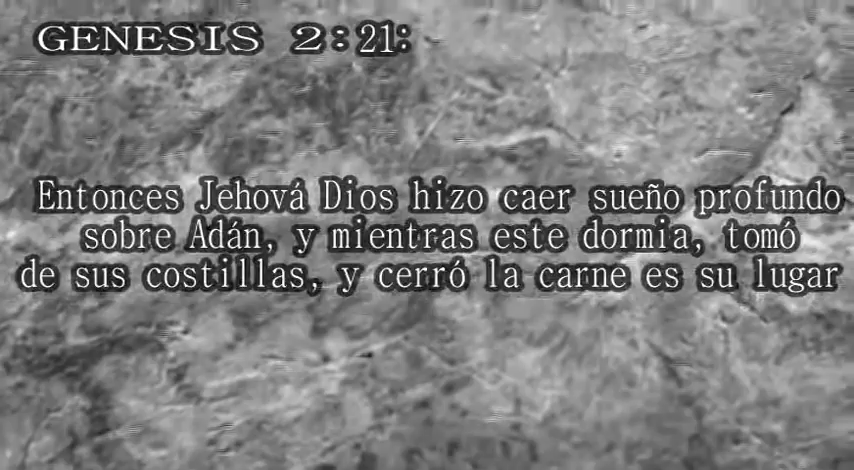 GENESIS 2:21:
Entonces Jehová Dios hizo caer sueño profundo
sobre Adán, y mientras este dormia, tomó
de sus costillas, y cerró la carne es su lugar